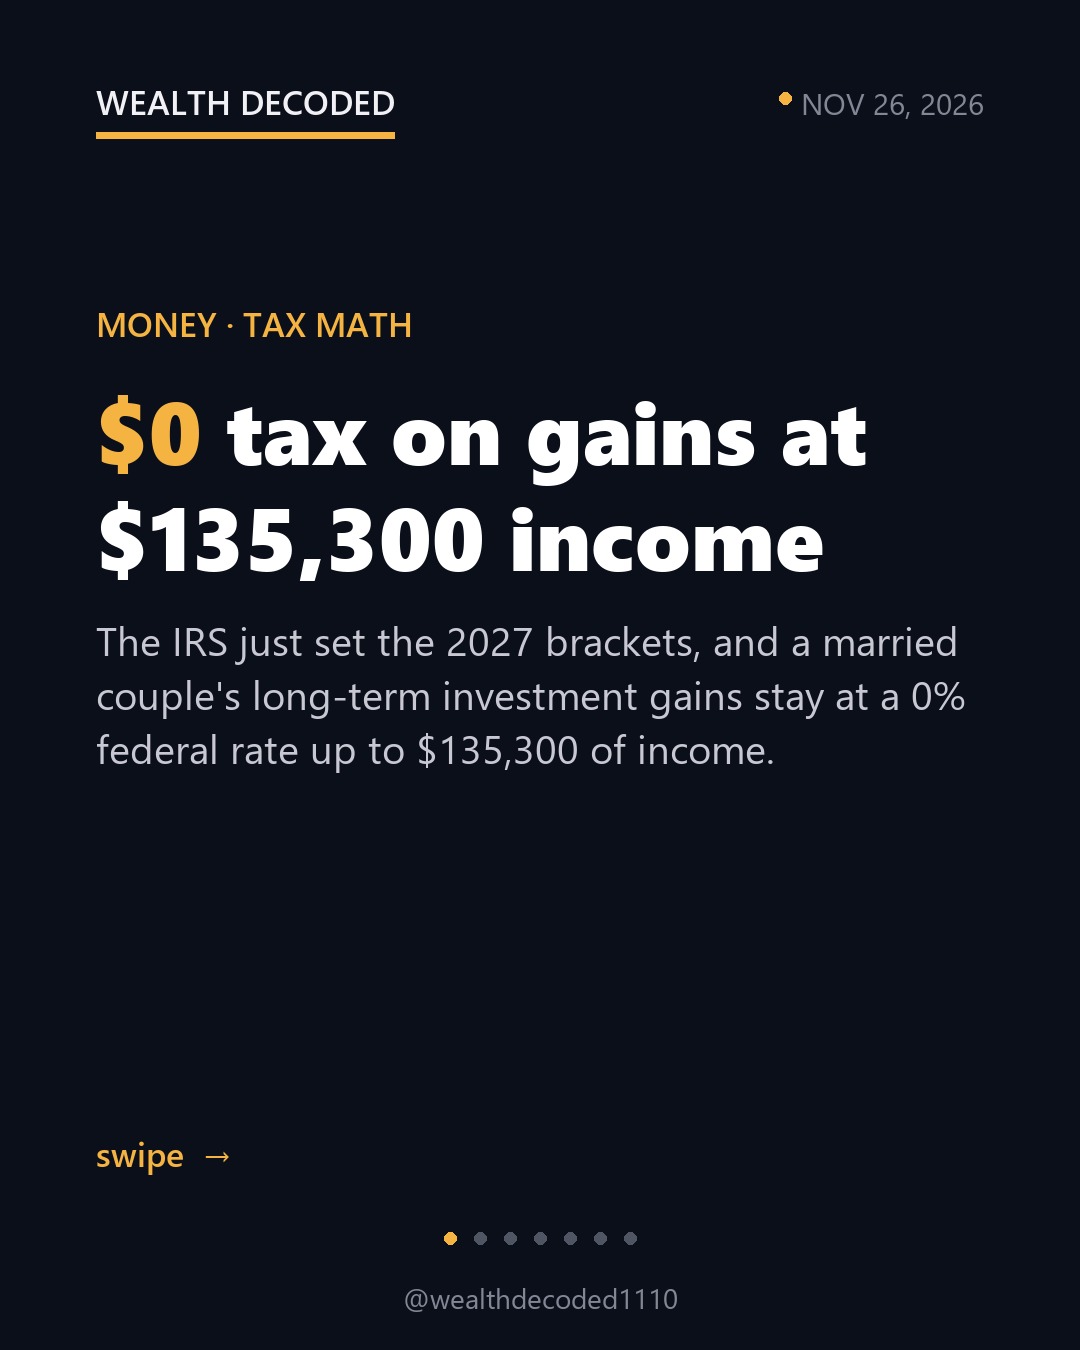 WEALTH DECODED
NOV 26, 2026
MONEY · TAX MATH
$0 tax on gains at
$135,300 income
The IRS just set the 2027 brackets, and a married
couple's long-term investment gains stay at a 0%
federal rate up to $135,300 of income.
swipe →
@wealthdecoded1110